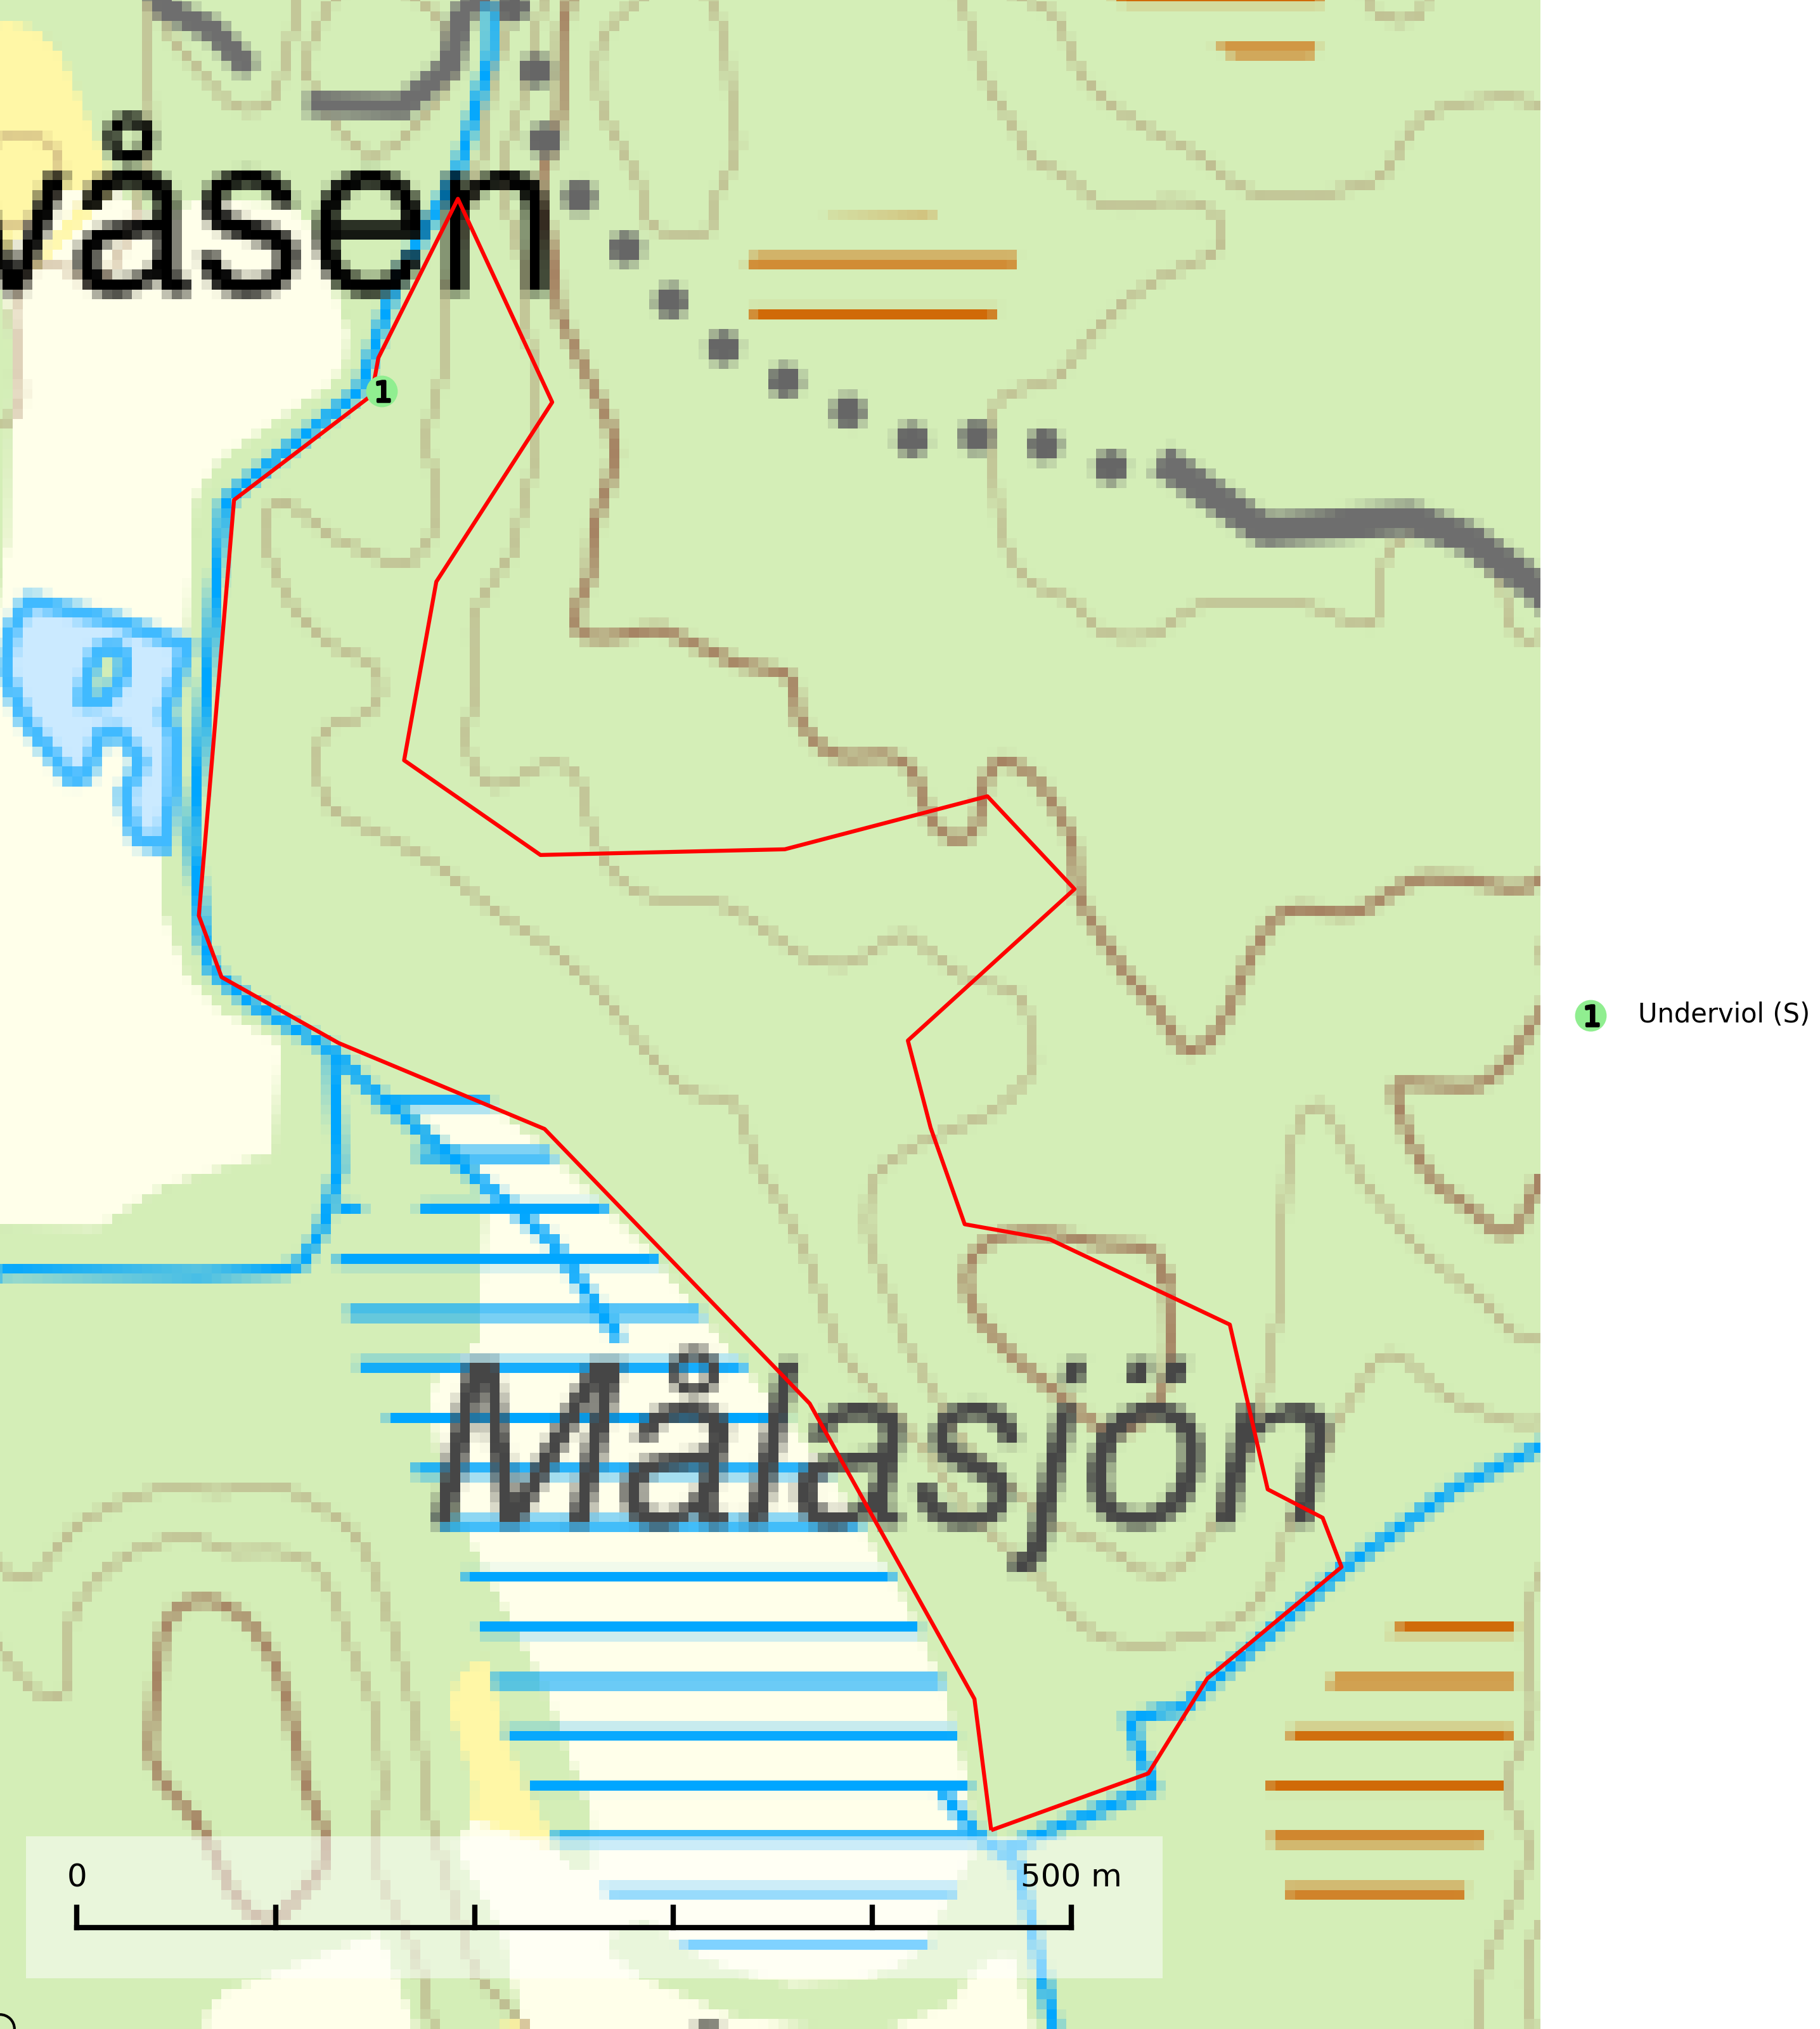 våsen
1
1 Underviol (S)
Målasjön
0 500 m